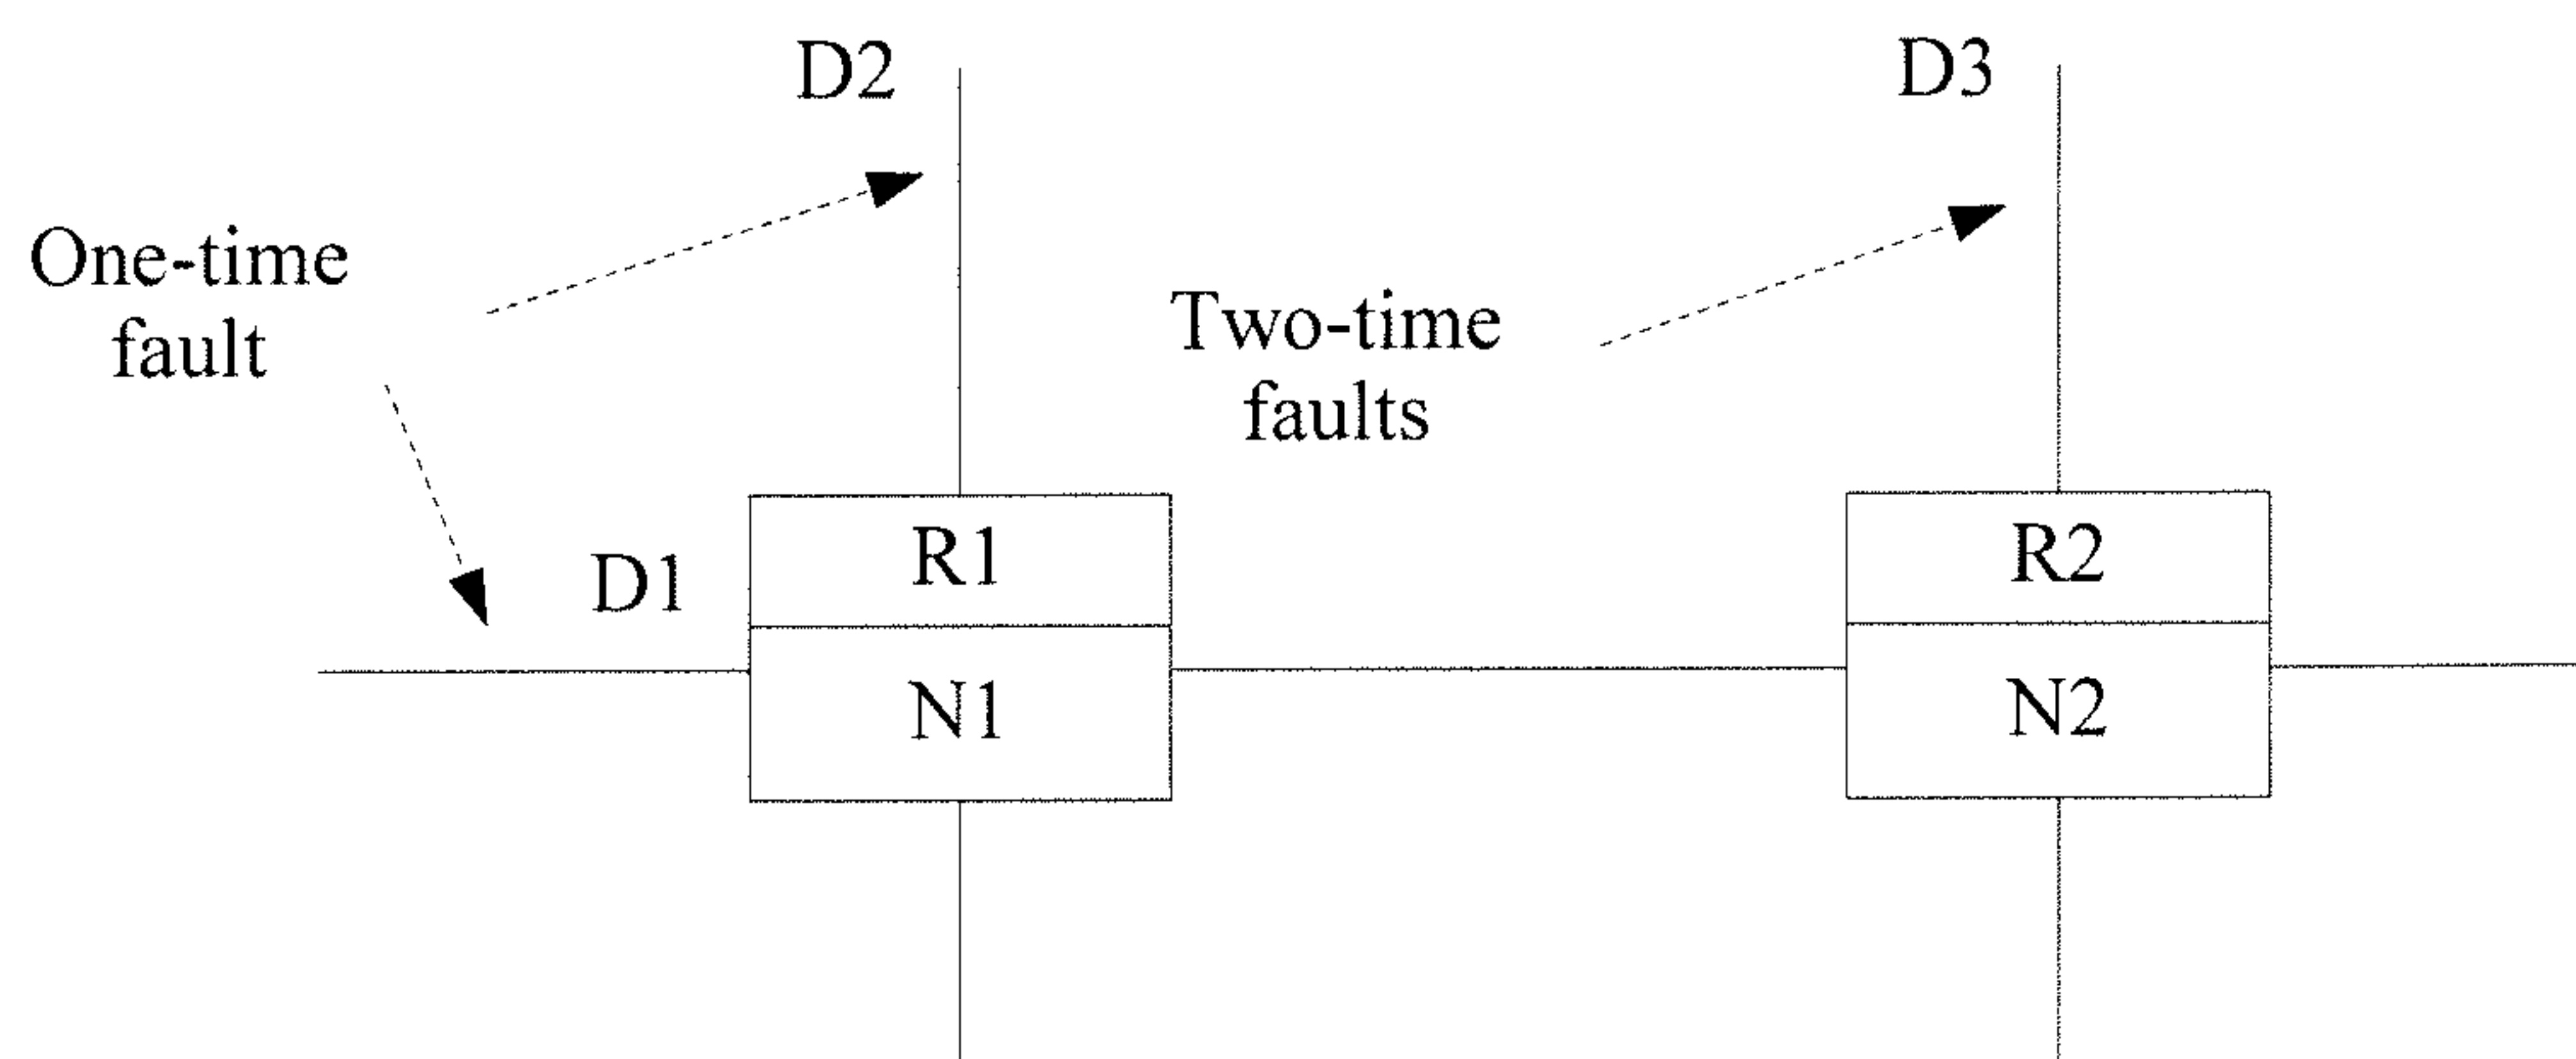 D2
D3
One-time
fault
Two-time
faults
D1
R1
R2
N1
N2